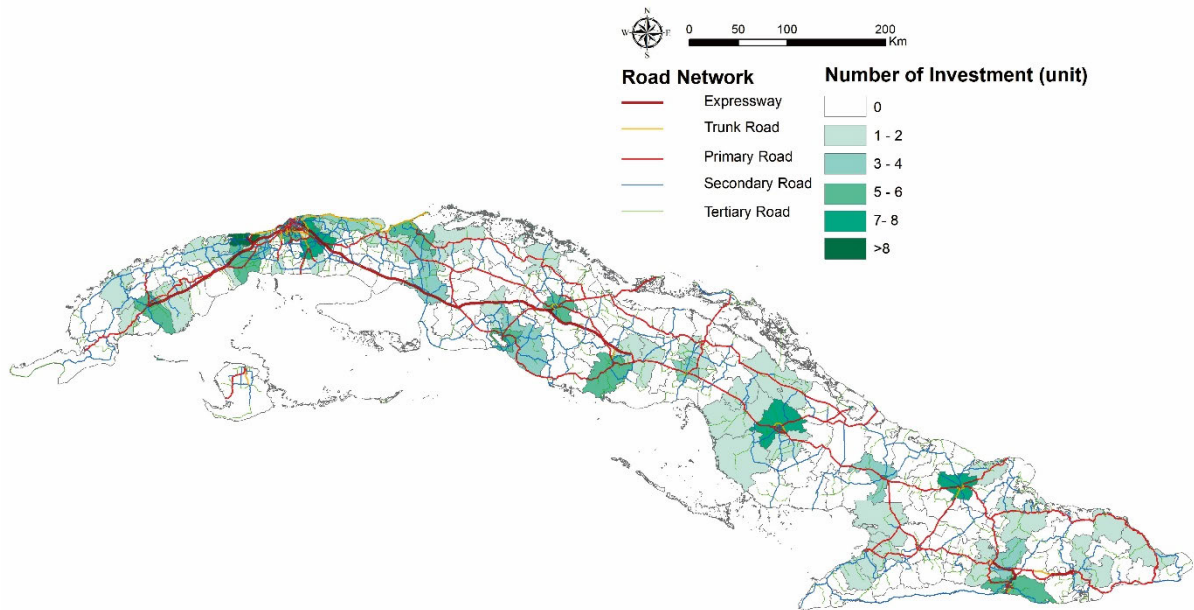 N
W E
S
0 50 100 200
Km
Road Network
Expressway
Trunk Road
Primary Road
Secondary Road
Tertiary Road
Number of Investment (unit)
0
1 - 2
3 - 4
5 - 6
7- 8
>8